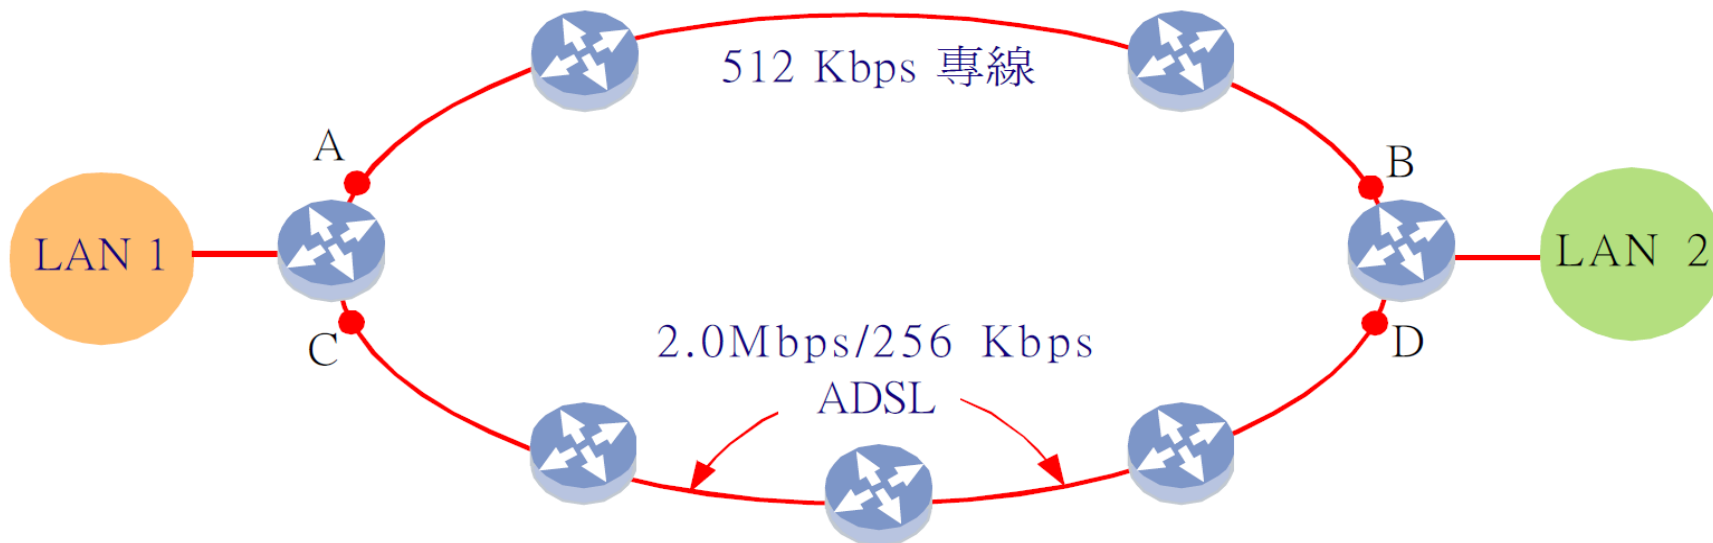 512 Kbps 專線
A
B
LAN 1
LAN 2
C
D
2.0Mbps/256 Kbps
ADSL